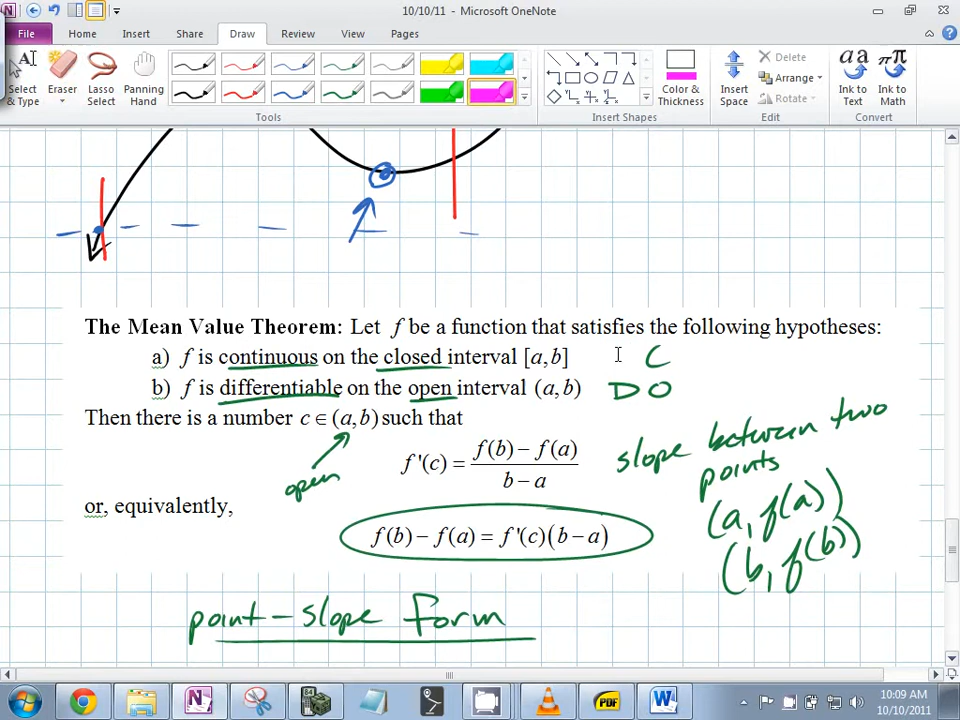 10/10/11 - Microsoft OneNote
File Home Insert Share Draw Review View Pages
Select & Type
Eraser
Lasso Select
Panning Hand
Color & Thickness
Insert Space
Delete
Arrange
Rotate
Ink to Text
Ink to Math
Tools Insert Shapes Edit Convert
The Mean Value Theorem: Let f be a function that satisfies the following hypotheses:
a) f is continuous on the closed interval [a,b] C
b) f is differentiable on the open interval (a,b) DO
Then there is a number c ∈ (a,b) such that
open
f '(c) = \frac{f(b) − f(a)}{b − a}
slope between two
points
(a, f(a))
(b, f(b))
or, equivalently,
f(b) − f(a) = f '(c)(b − a)
point-slope form
PDF
W
10:09 AM
10/10/2011